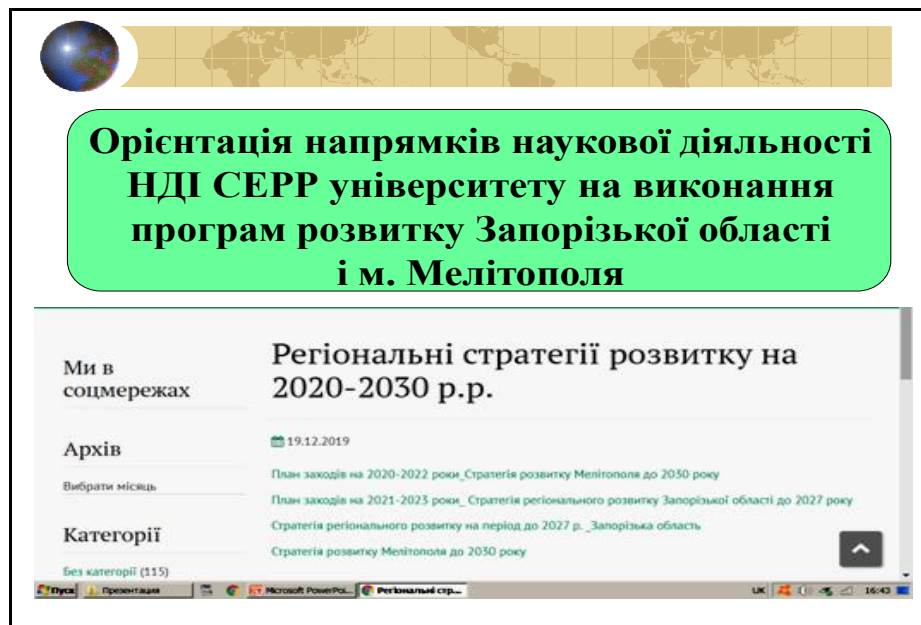 Орієнтація напрямків наукової діяльності
НДІ СЕРР університету на виконання
програм розвитку Запорізької області
і м. Мелітополя
Ми в
соцмережах
Архів
Вибрати місяць
Категорії
Без категорії (115)
Регіональні стратегії розвитку на
2020-2030 р.р.
19.12.2019
План заходів на 2020-2022 роки_Стратегія розвитку Мелітополя до 2030 року
План заходів на 2021-2023 роки_ Стратегія регіонального розвитку Запорізької області до 2027 року
Стратегія регіонального розвитку на період до 2027 р. _Запорізька область
Стратегія розвитку Мелітополя до 2030 року
Пуск
Презентация
Microsoft PowerPoi...
Регіональні стр...
UK
16:43